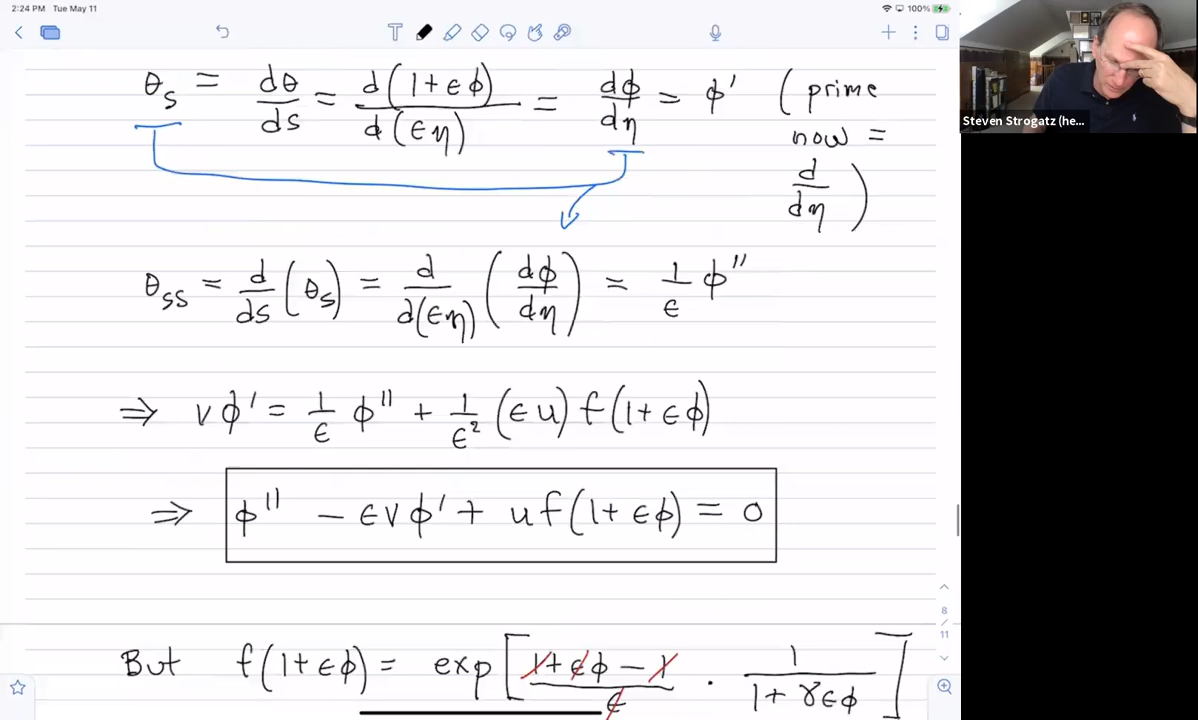 2:24 PM Tue May 11
100%
θ_s = dθ/ds = d(1+εϕ)/d(εη) = dϕ/dη = ϕ' (prime now = d/dη)
θ_ss = d/ds (θ_s) = d/d(εη) (dϕ/dη) = 1/ε ϕ''
⇒ vϕ' = 1/ε ϕ'' + 1/ε² (εu) f(1+εϕ)
⇒ ϕ'' − εvϕ' + uf(1+εϕ) = 0
But f(1+εϕ) = exp[(1+εϕ−1)/ε · 1/(1+γεϕ)]
8
/
11
Steven Strogatz (he...